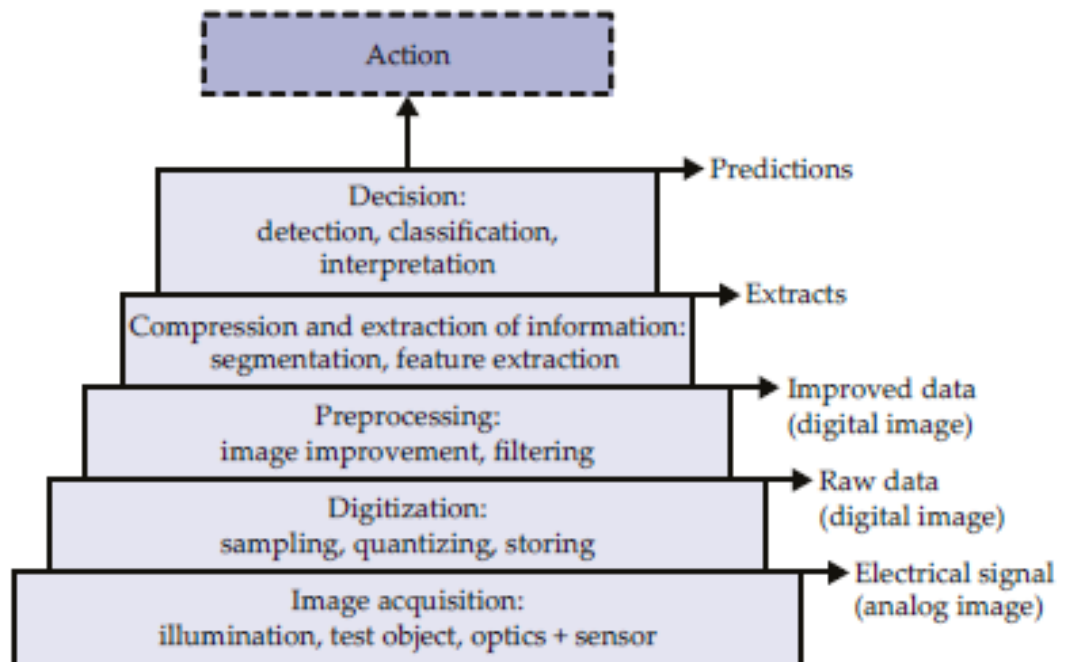 Action
Predictions
Decision:
detection, classification,
interpretation
Extracts
Compression and extraction of information:
segmentation, feature extraction
Improved data
(digital image)
Preprocessing:
image improvement, filtering
Raw data
(digital image)
Digitization:
sampling, quantizing, storing
Electrical signal
(analog image)
Image acquisition:
illumination, test object, optics + sensor